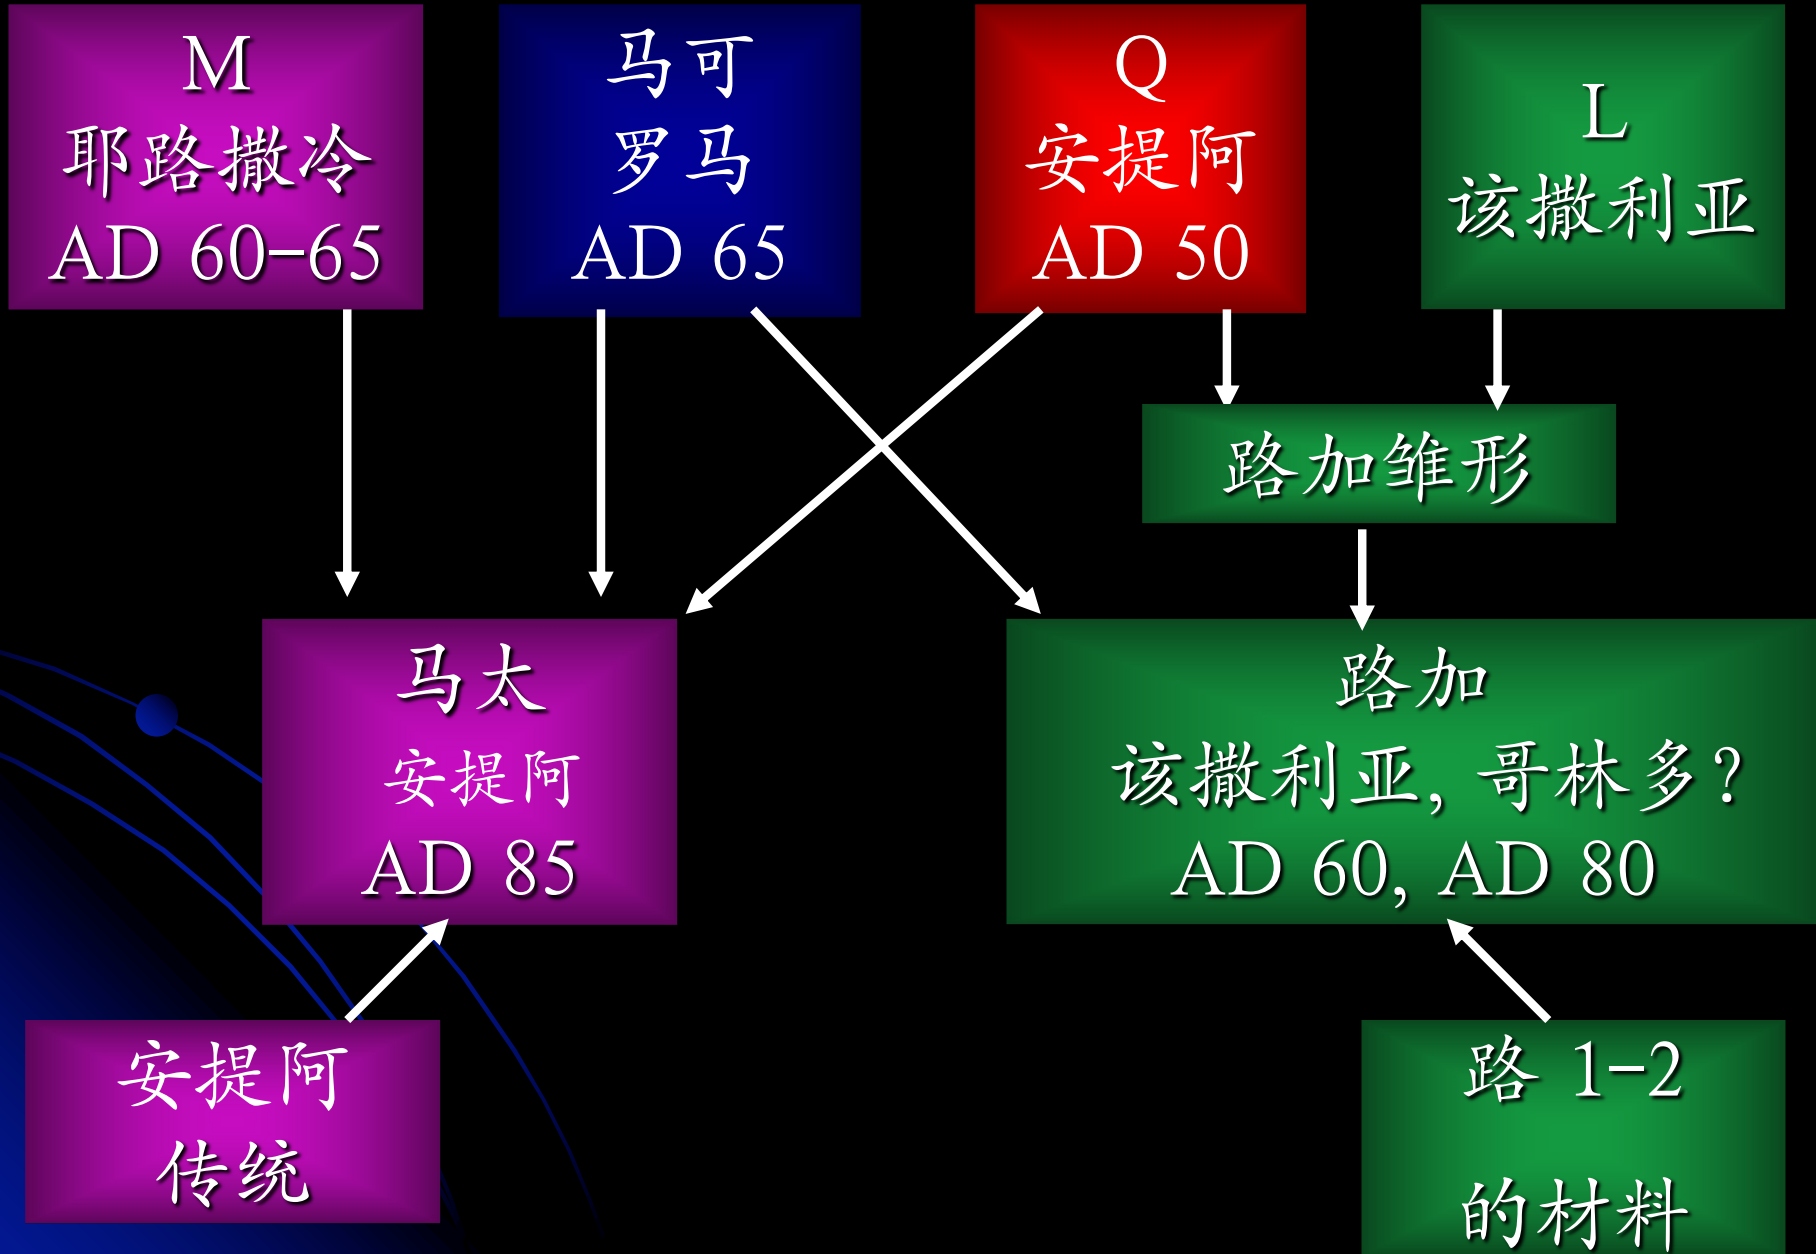 M
耶路撒冷
AD 60-65
马可
罗马
AD 65
Q
安提阿
AD 50
L
该撒利亚
路加雏形
马太
安提阿
AD 85
路加
该撒利亚, 哥林多?
AD 60, AD 80
安提阿
传统
路 1-2
的材料